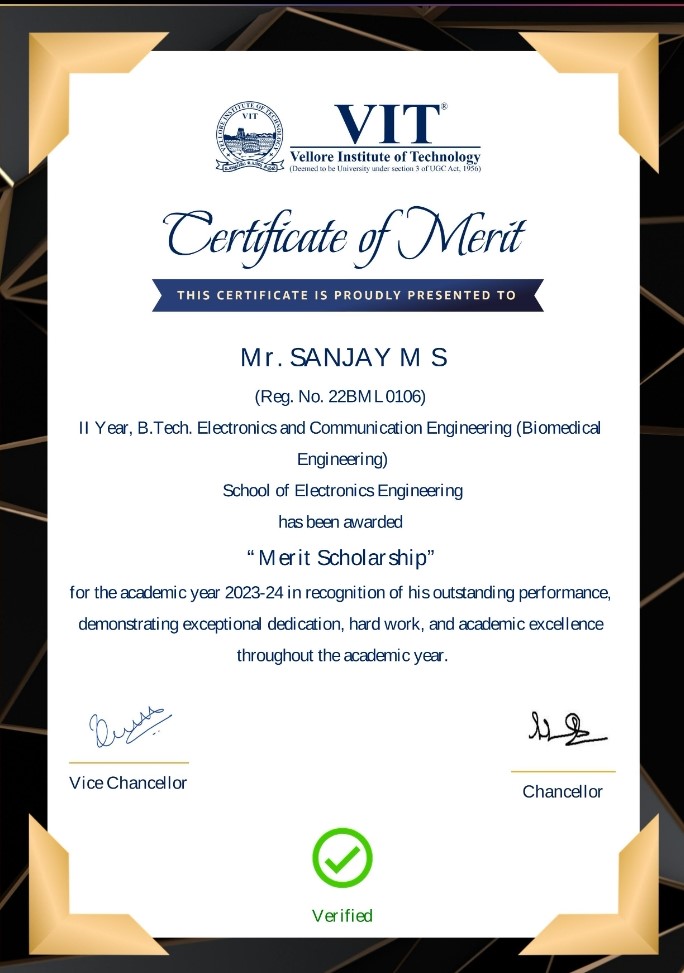 VELLORE INSTITUTE OF TECHNOLOGY
VIT
VIT®
Vellore Institute of Technology
(Deemed to be University under section 3 of UGC Act, 1956)
Certificate of Merit
THIS CERTIFICATE IS PROUDLY PRESENTED TO
Mr. SANJAY M S
(Reg. No. 22BML0106)
II Year, B.Tech. Electronics and Communication Engineering (Biomedical
Engineering)
School of Electronics Engineering
has been awarded
“Merit Scholarship”
for the academic year 2023-24 in recognition of his outstanding performance,
demonstrating exceptional dedication, hard work, and academic excellence
throughout the academic year.
Vice Chancellor
Chancellor
Verified